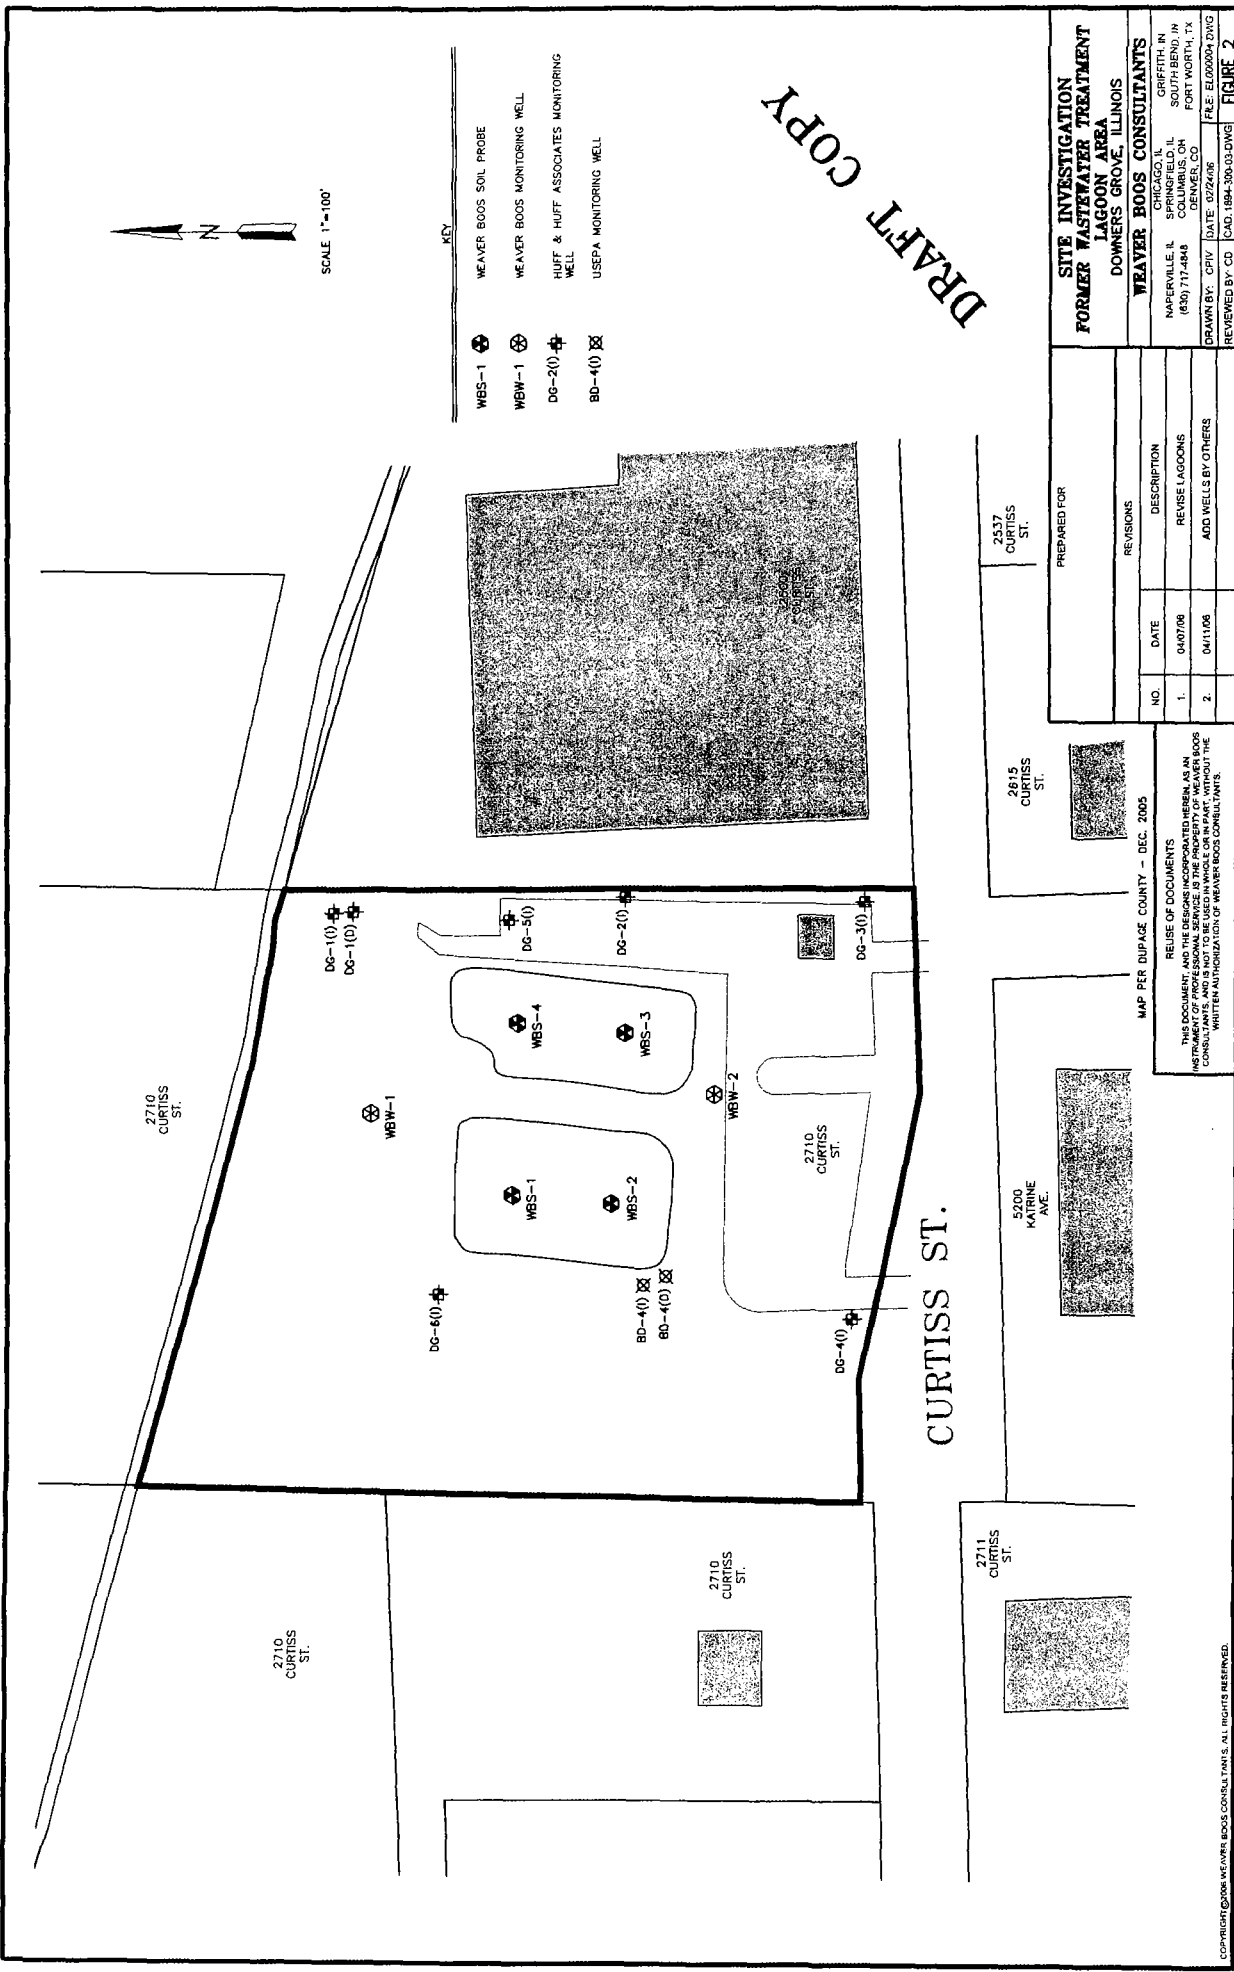 N
SCALE 1"=100'
KEY
WBS-1 WEAVER BOOS SOIL PROBE
WBW-1 WEAVER BOOS MONITORING WELL
DG-2(I) HUFF & HUFF ASSOCIATES MONITORING
WELL
BD-4(I) USEPA MONITORING WELL
DRAFT COPY
2710
CURTISS
ST.
2710
CURTISS
ST.
DG-1(I)
DG-1(D)
WBW-1
DG-6(I)
WBS-4
DG-5(I)
WBS-1
WBS-3
DG-2(I)
WBS-2
BD-4(I)
BD-4(D)
WBW-2
2710
CURTISS
ST.
2710
CURTISS
ST.
DG-3(I)
DG-4(I)
CURTISS ST.
CURTISS
ST.
2711
CURTISS
ST.
5200
KATRINE
AVE.
2615
CURTISS
ST.
2537
CURTISS
ST.
MAP PER DUPAGE COUNTY - DEC. 2005
REUSE OF DOCUMENTS
THIS DOCUMENT, AND THE DESIGNS INCORPORATED HEREIN, AS AN
INSTRUMENT OF PROFESSIONAL SERVICE, IS THE PROPERTY OF WEAVER BOOS
CONSULTANTS, AND IS NOT TO BE USED IN WHOLE OR IN PART, WITHOUT THE
WRITTEN AUTHORIZATION OF WEAVER BOOS CONSULTANTS.
PREPARED FOR
REVISIONS
NO. DATE DESCRIPTION
1. 04/07/06 REVISE LAGOONS
2. 04/11/06 ADD WELLS BY OTHERS
SITE INVESTIGATION
FORMER WASTEWATER TREATMENT
LAGOON AREA
DOWNERS GROVE, ILLINOIS
WEAVER BOOS CONSULTANTS
NAPERVILLE, IL
(630) 717-4848
CHICAGO, IL
SPRINGFIELD, IL
COLUMBUS, OH
DENVER, CO
GRIFFITH, IN
SOUTH BEND, IN
FORT WORTH, TX
DRAWN BY: CPIV DATE: 02/24/06 FILE: EL000004.DWG
REVIEWED BY: CD CAD: 1894-300-03-DWG FIGURE 2
COPYRIGHT © 2006 WEAVER BOOS CONSULTANTS. ALL RIGHTS RESERVED.